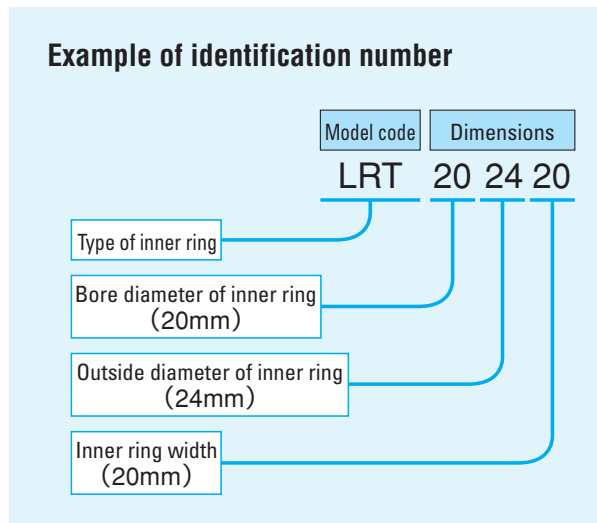 Example of identification number
Model code Dimensions
LRT 20 24 20
Type of inner ring
Bore diameter of inner ring
（20mm）
Outside diameter of inner ring
（24mm）
Inner ring width
（20mm）